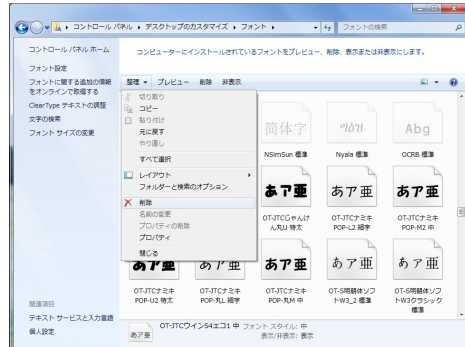 コントロール パネル ▸ デスクトップのカスタマイズ ▸ フォント ▸
フォントの検索
コントロール パネル ホーム
フォント設定
フォントに関する追加の情報
をオンラインで取得する
ClearType テキストの調整
文字の検索
フォント サイズの変更
関連項目
テキスト サービスと入力言語
個人設定
コンピューターにインストールされているフォントをプレビュー、削除、表示または非表示にします。
整理 プレビュー 削除 非表示
切り取り
コピー
貼り付け
元に戻す
やり直し
すべて選択
レイアウト
フォルダーと検索のオプション
削除
名前の変更
プロパティの削除
プロパティ
閉じる
简体字
Abg
NSimSun 標準
Nyala 標準
OCRB 標準
あア亜
あア亜
あア亜
OT-JTCじゃんけ
ん丸U 特太
OT-JTCナミキ
POP-L2 細字
OT-JTCナミキ
POP-M2 中
あア亜
あア亜
あア亜
あア亜
あア亜
OT-JTCナミキ
POP-U2 特太
OT-JTCナミキ
POP-丸L 細字
OT-JTCナミキ
POP-丸M 中
OT-S明朝体ソフ
トW3_2 標準
OT-S明朝体ソフ
トW3クラシック
標準
あア亜
OT-JTCウインS4エコ1 中 フォント スタイル: 中
表示/非表示: 表示